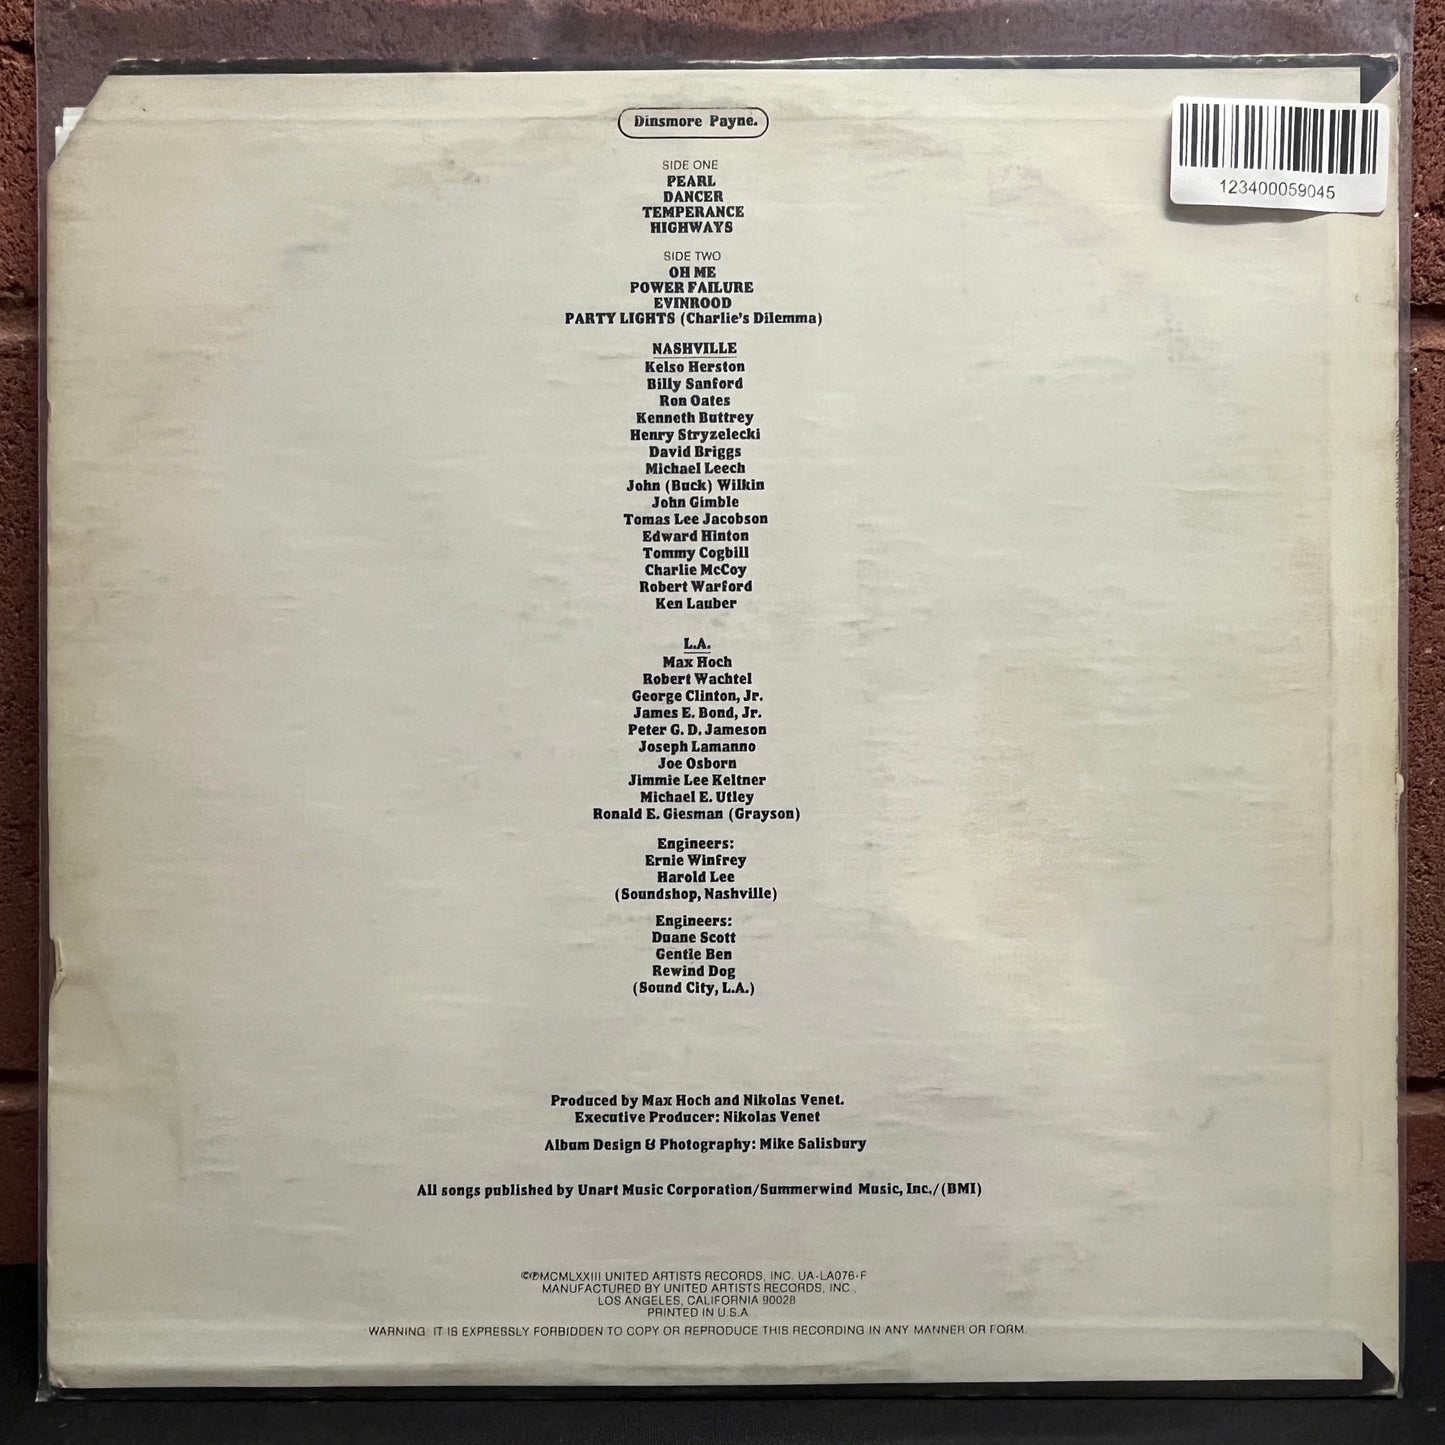 Dinsmore Payne.
123400059045
SIDE ONE
PEARL
DANCER
TEMPERANCE
HIGHWAYS
SIDE TWO
OH ME
POWER FAILURE
EVINROOD
PARTY LIGHTS (Charlie's Dilemma)
NASHVILLE
Kelso Herston
Billy Sanford
Ron Oates
Kenneth Buttrey
Henry Stryzelecki
David Briggs
Michael Leech
John (Buck) Wilkin
John Gimble
Tomas Lee Jacobson
Edward Hinton
Tommy Cogbill
Charlie McCoy
Robert Warford
Ken Lauber
L.A.
Max Hoch
Robert Wachtel
George Clinton, Jr.
James E. Bond, Jr.
Peter G. D. Jameson
Joseph Lamanno
Joe Osborn
Jimmie Lee Keltner
Michael E. Utley
Ronald E. Giesman (Grayson)
Engineers:
Ernie Winfrey
Harold Lee
(Soundshop, Nashville)
Engineers:
Duane Scott
Gentle Ben
Rewind Dog
(Sound City, L.A.)
Produced by Max Hoch and Nikolas Venet.
Executive Producer: Nikolas Venet
Album Design & Photography: Mike Salisbury
All songs published by Unart Music Corporation/Summerwind Music, Inc./(BMI)
©℗MCMLXXIII UNITED ARTISTS RECORDS, INC. UA-LA076-F
MANUFACTURED BY UNITED ARTISTS RECORDS, INC.,
LOS ANGELES, CALIFORNIA 90028
PRINTED IN U.S.A.
WARNING: IT IS EXPRESSLY FORBIDDEN TO COPY OR REPRODUCE THIS RECORDING IN ANY MANNER OR FORM.